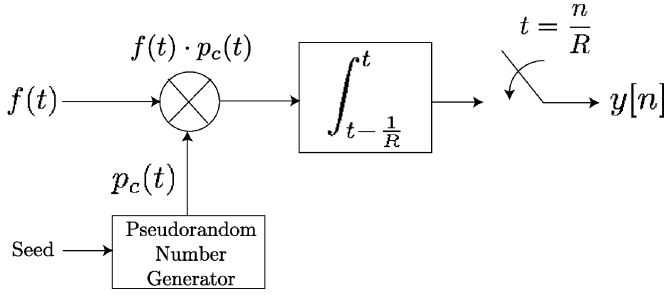 f(t) · p_c(t)
t = n/R
f(t)
∫_{t - 1/R}^{t}
y[n]
p_c(t)
Seed
Pseudorandom
Number
Generator